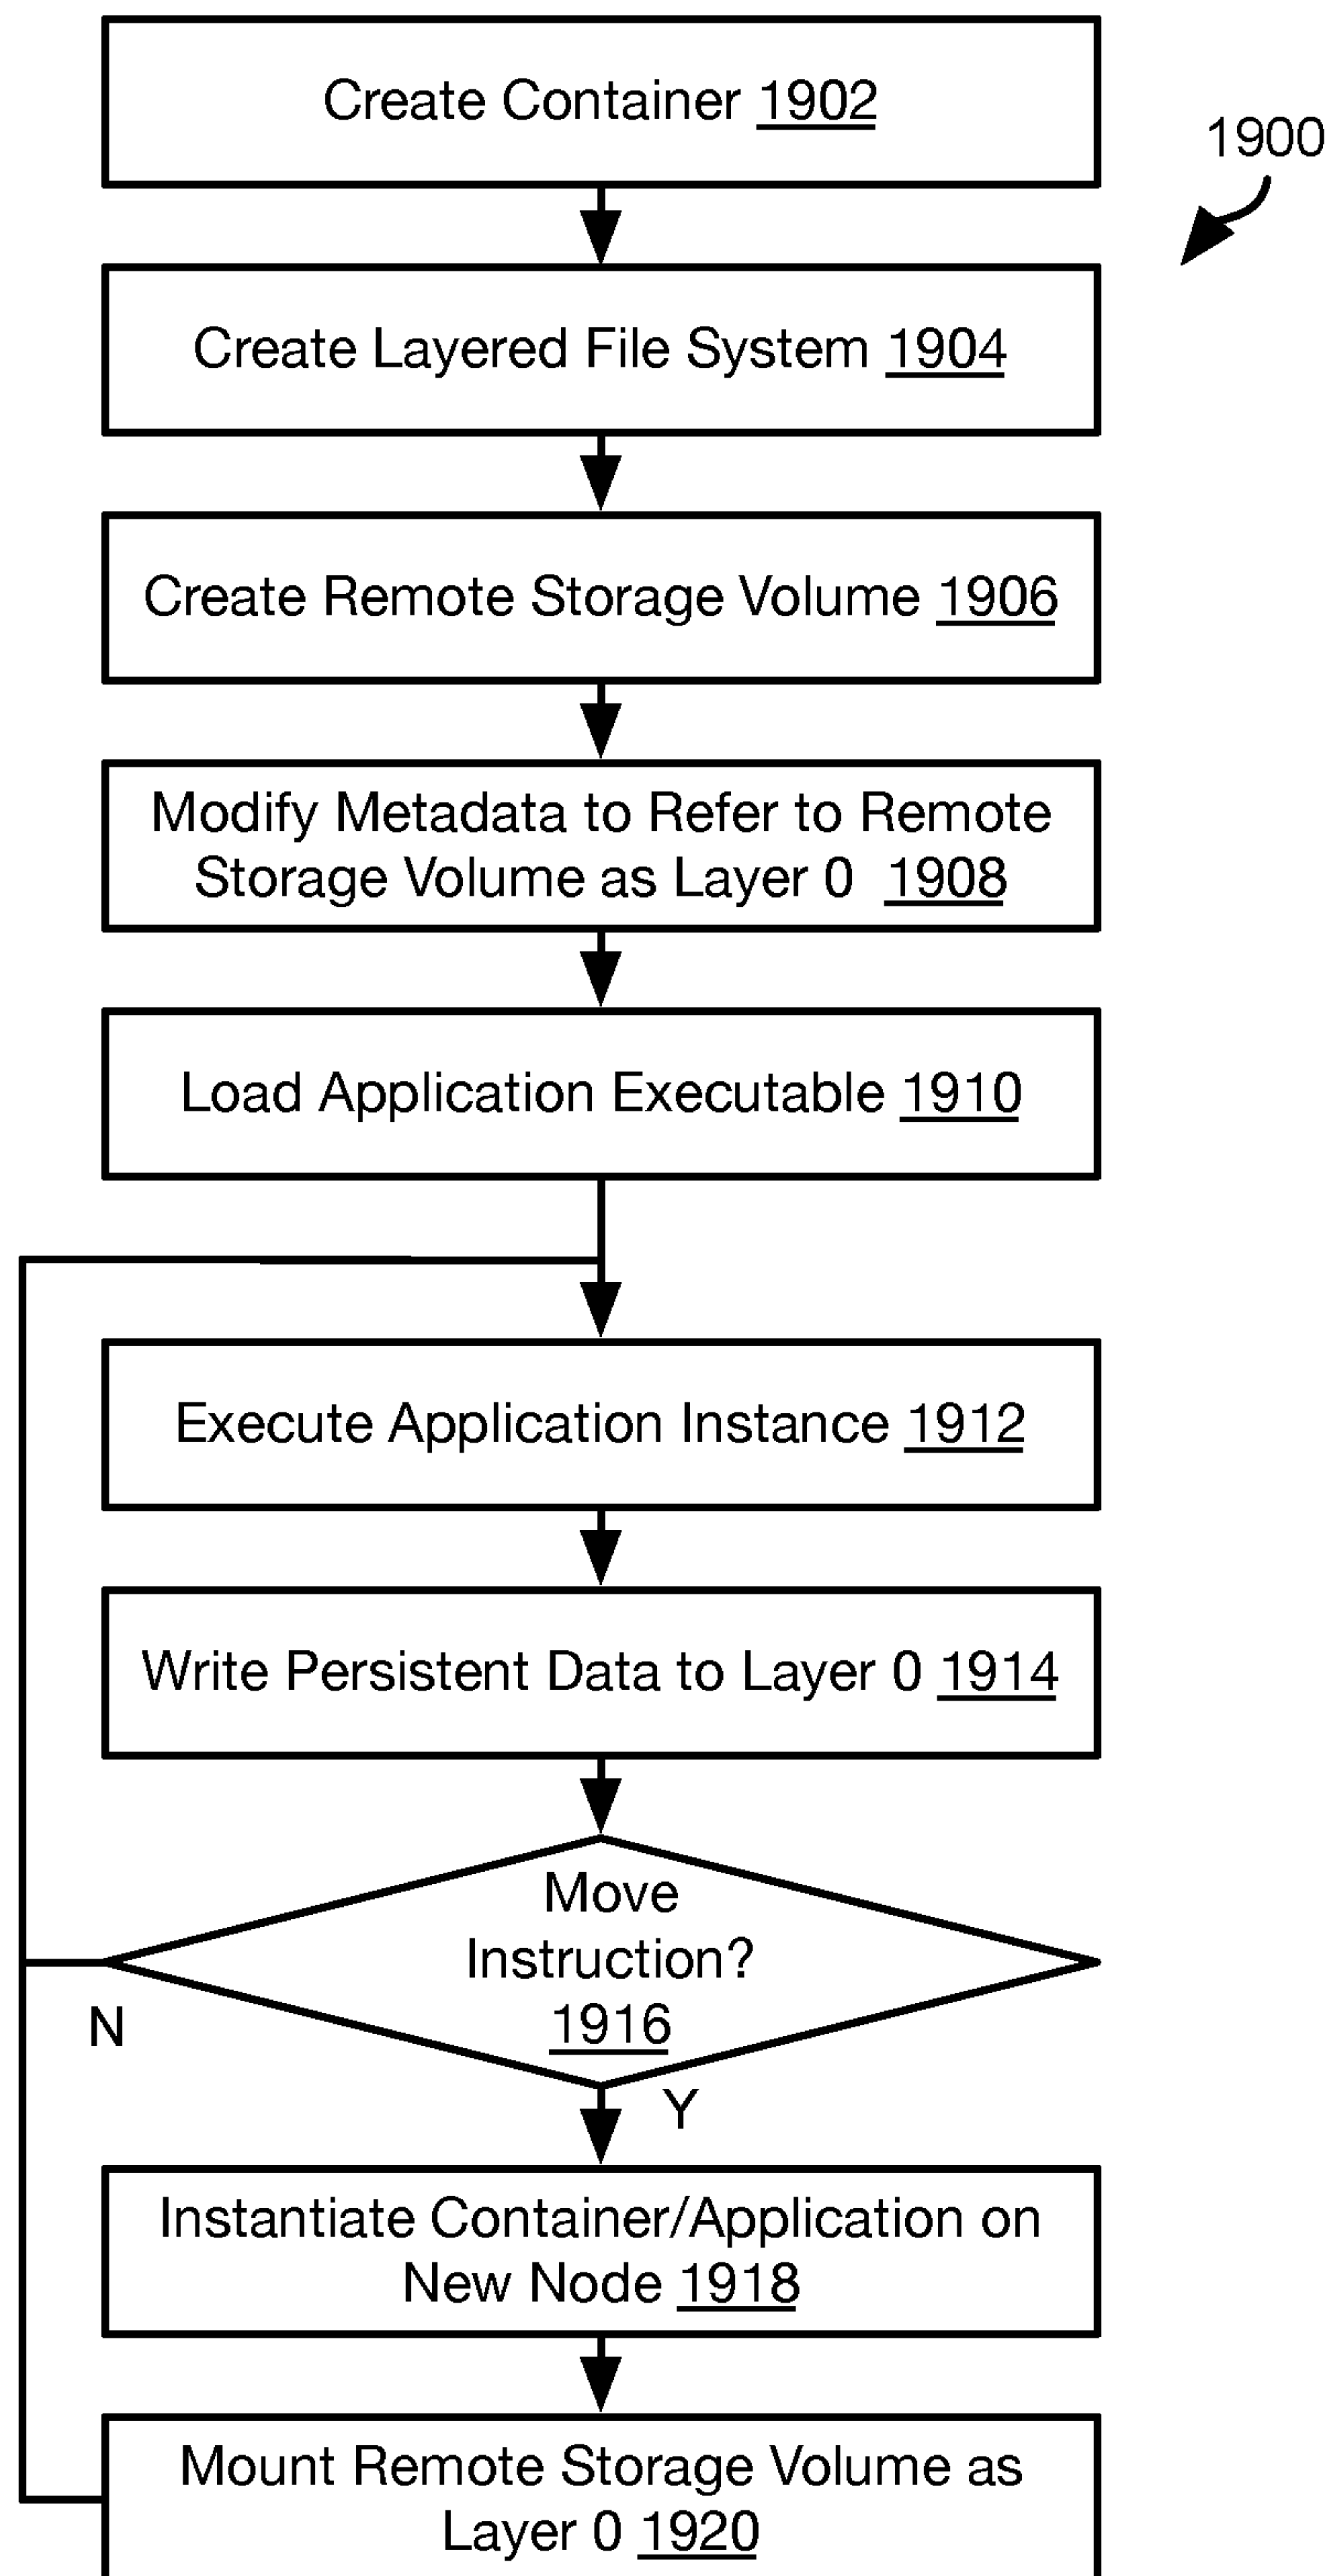 Create Container 1902
1900
Create Layered File System 1904
Create Remote Storage Volume 1906
Modify Metadata to Refer to Remote
Storage Volume as Layer 0 1908
Load Application Executable 1910
Execute Application Instance 1912
Write Persistent Data to Layer 0 1914
Move
Instruction?
1916
N
Y
Instantiate Container/Application on
New Node 1918
Mount Remote Storage Volume as
Layer 0 1920